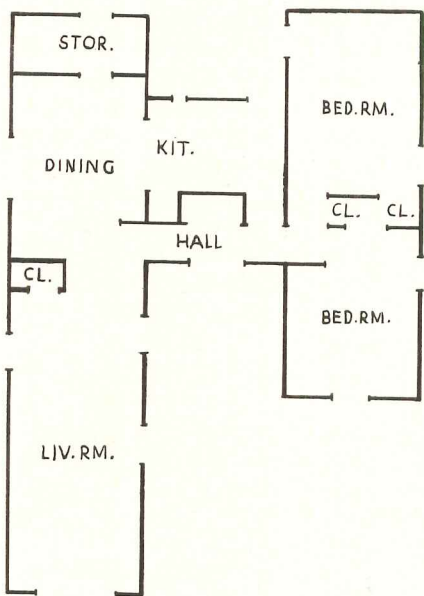 STOR.
BED.RM.
KIT.
DINING
CL. CL.
HALL
CL.
BED.RM.
LIV.RM.